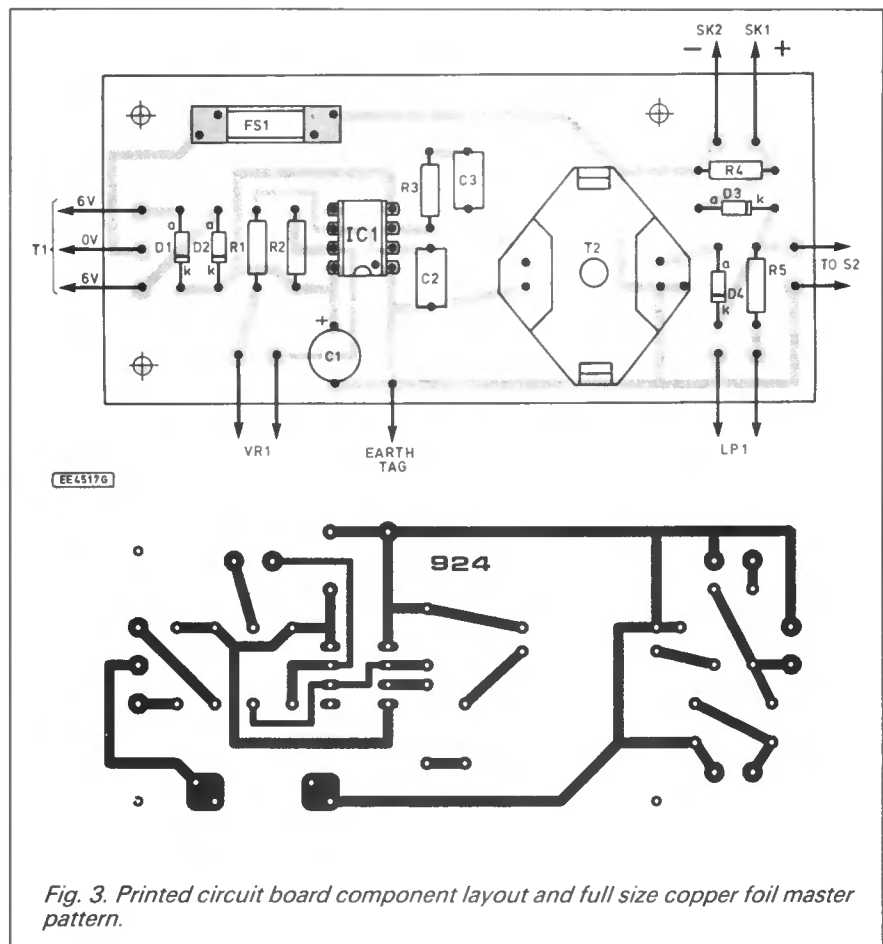 SK2 SK1
− +
FS1
R4
R3
C3
6V
a D3 k
a a
T1 0V
D1 D2 R1 R2
IC1
T2
TO S2
k k
C2
a
D4
R5
6V
k
+
C1
VR1
EARTH
TAG
LP1
EE4517G
924
Fig. 3. Printed circuit board component layout and full size copper foil master
pattern.